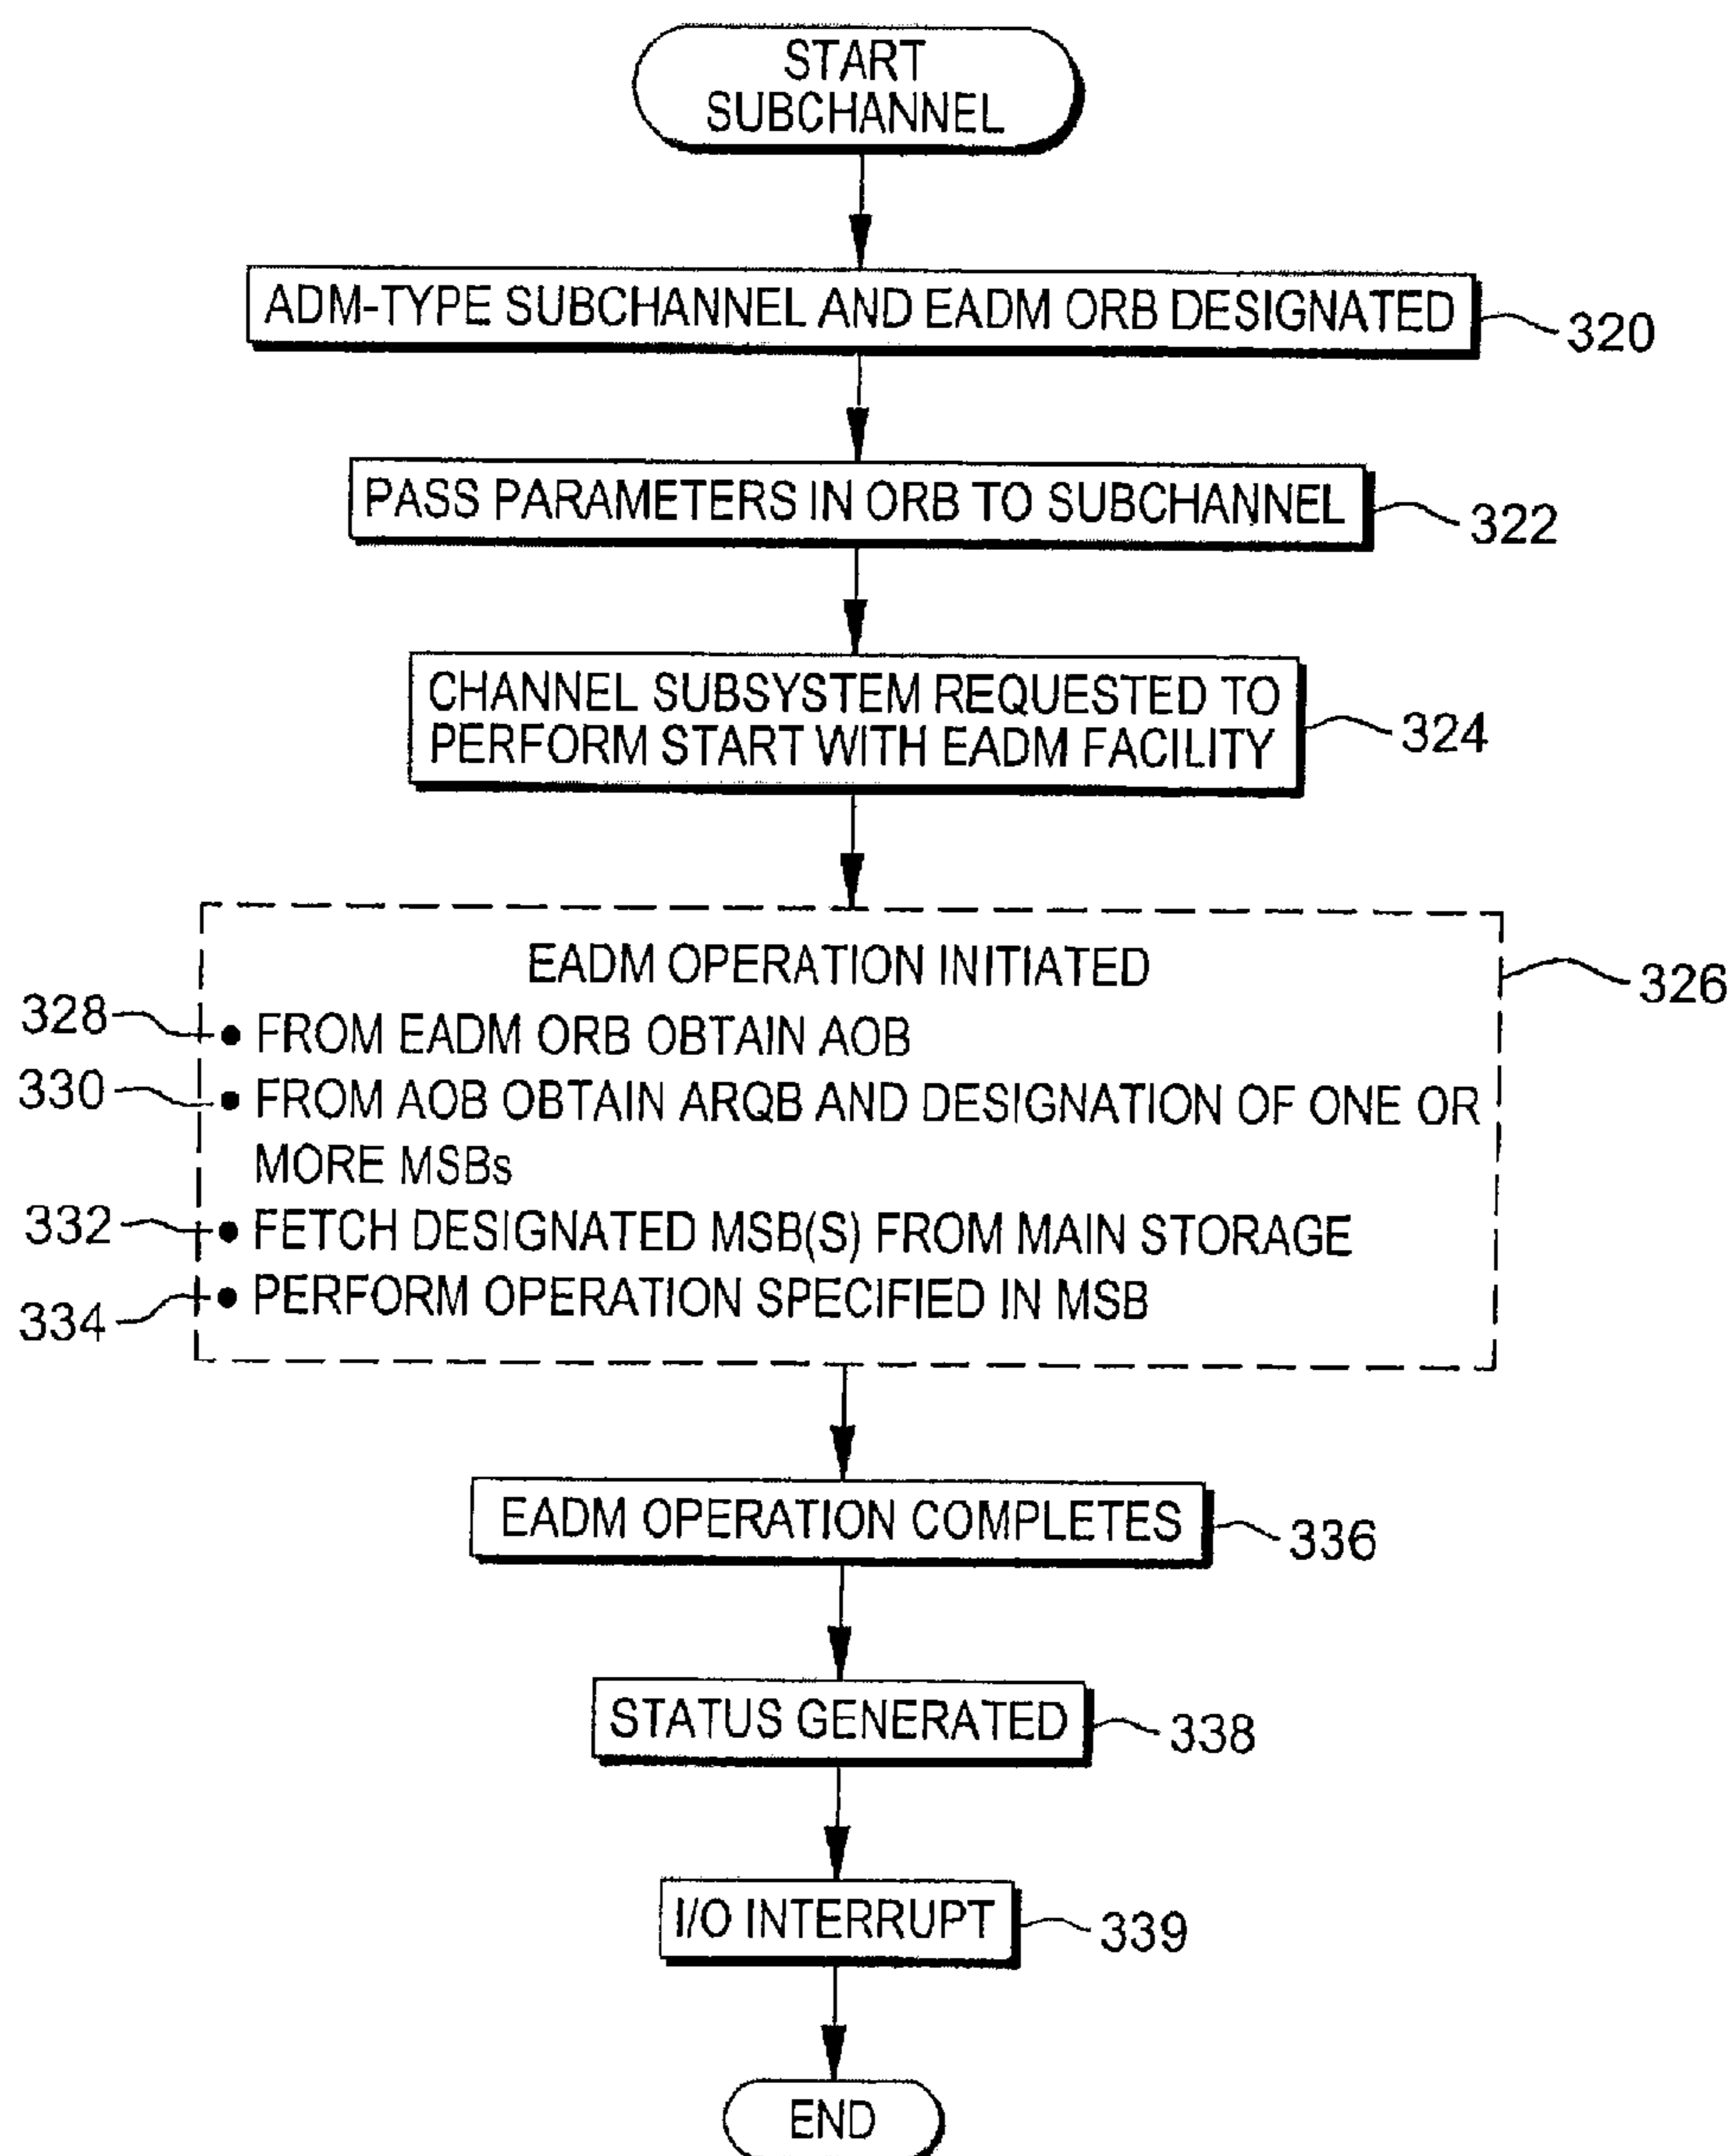 START
SUBCHANNEL
ADM-TYPE SUBCHANNEL AND EADM ORB DESIGNATED
320
PASS PARAMETERS IN ORB TO SUBCHANNEL
322
CHANNEL SUBSYSTEM REQUESTED TO
PERFORM START WITH EADM FACILITY
324
EADM OPERATION INITIATED
326
328
• FROM EADM ORB OBTAIN AOB
330
• FROM AOB OBTAIN ARQB AND DESIGNATION OF ONE OR
MORE MSBs
332
• FETCH DESIGNATED MSB(S) FROM MAIN STORAGE
334
• PERFORM OPERATION SPECIFIED IN MSB
EADM OPERATION COMPLETES
336
STATUS GENERATED
338
I/O INTERRUPT
339
END